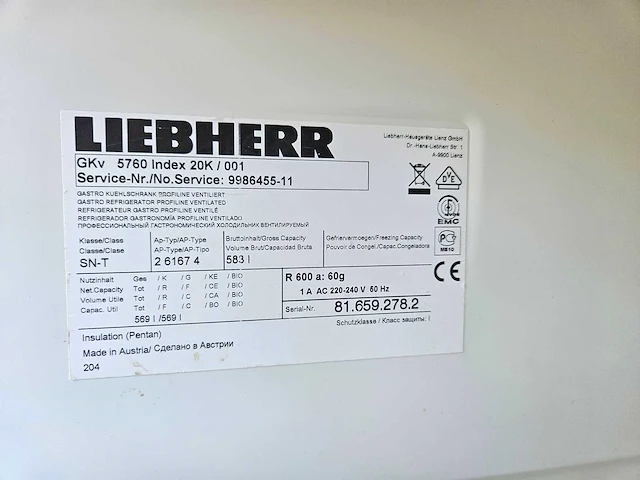 LIEBHERR
Liebherr-Hausgeräte Lienz GmbH
Dr.-Hans-Liebherr Str. 1
A-9900 Lienz
GKv 5760 Index 20K / 001
Service-Nr./No.Service: 9986455-11
GASTRO KUEHLSCHRANK PROFILINE VENTILIERT
GASTRO REFRIGERATOR PROFILINE VENTILATED
REFRIGERATEUR GASTRO PROFILINE VENTILÉ
REFRIGERADOR GASTRONOMÍA PROFILINE VENTILADO
ПРОФЕССИОНАЛЬНЫЙ ГАСТРОНОМИЧЕСКИЙ ХОЛОДИЛЬНИК ВЕНТИЛИРУЕМЫЙ
DVE
EMC
МЕ10
CE
Klasse/Class Ap-Typ/AP-Type Bruttoinhalt/Gross Capacity Gefriervermoegen/Freezing Capacity
Classe/Clase AP-Type/AP-Tipo Volume Brut/Capacidad Bruta Pouvoir de Congel./Cap.Congeladora
SN-T 2 6167 4 583 l
Nutzinhalt Ges / K / G / KE / BIO
Net.Capacity Tot / R / F / CE / BIO
Volume Utile Tot / R / C / CA / BIO
Capac. Util Tot / F / C / BO / BIO
569 l /569 l
R 600 a: 60g
1 A AC 220-240 V 50 Hz
Serial-Nr. 81.659.278.2
Schutzklasse / Класс защиты: I
Insulation (Pentan)
Made in Austria/ Сделано в Австрии
204